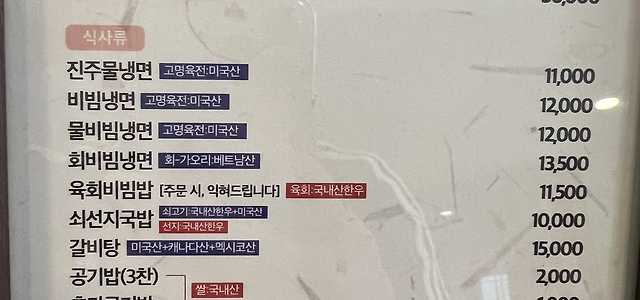 식사류
진주물냉면 고명육전:미국산 11,000
비빔냉면 고명육전:미국산 12,000
물비빔냉면 고명육전:미국산 12,000
회비빔냉면 회-가오리:베트남산 13,500
육회비빔밥 [주문 시, 익혀드립니다] 육회:국내산한우 11,500
쇠선지국밥 쇠고기:국내산한우+미국산 선지:국내산한우 10,000
갈비탕 미국산+캐나다산+멕시코산 15,000
공기밥(3찬) 2,000
쌀:국내산